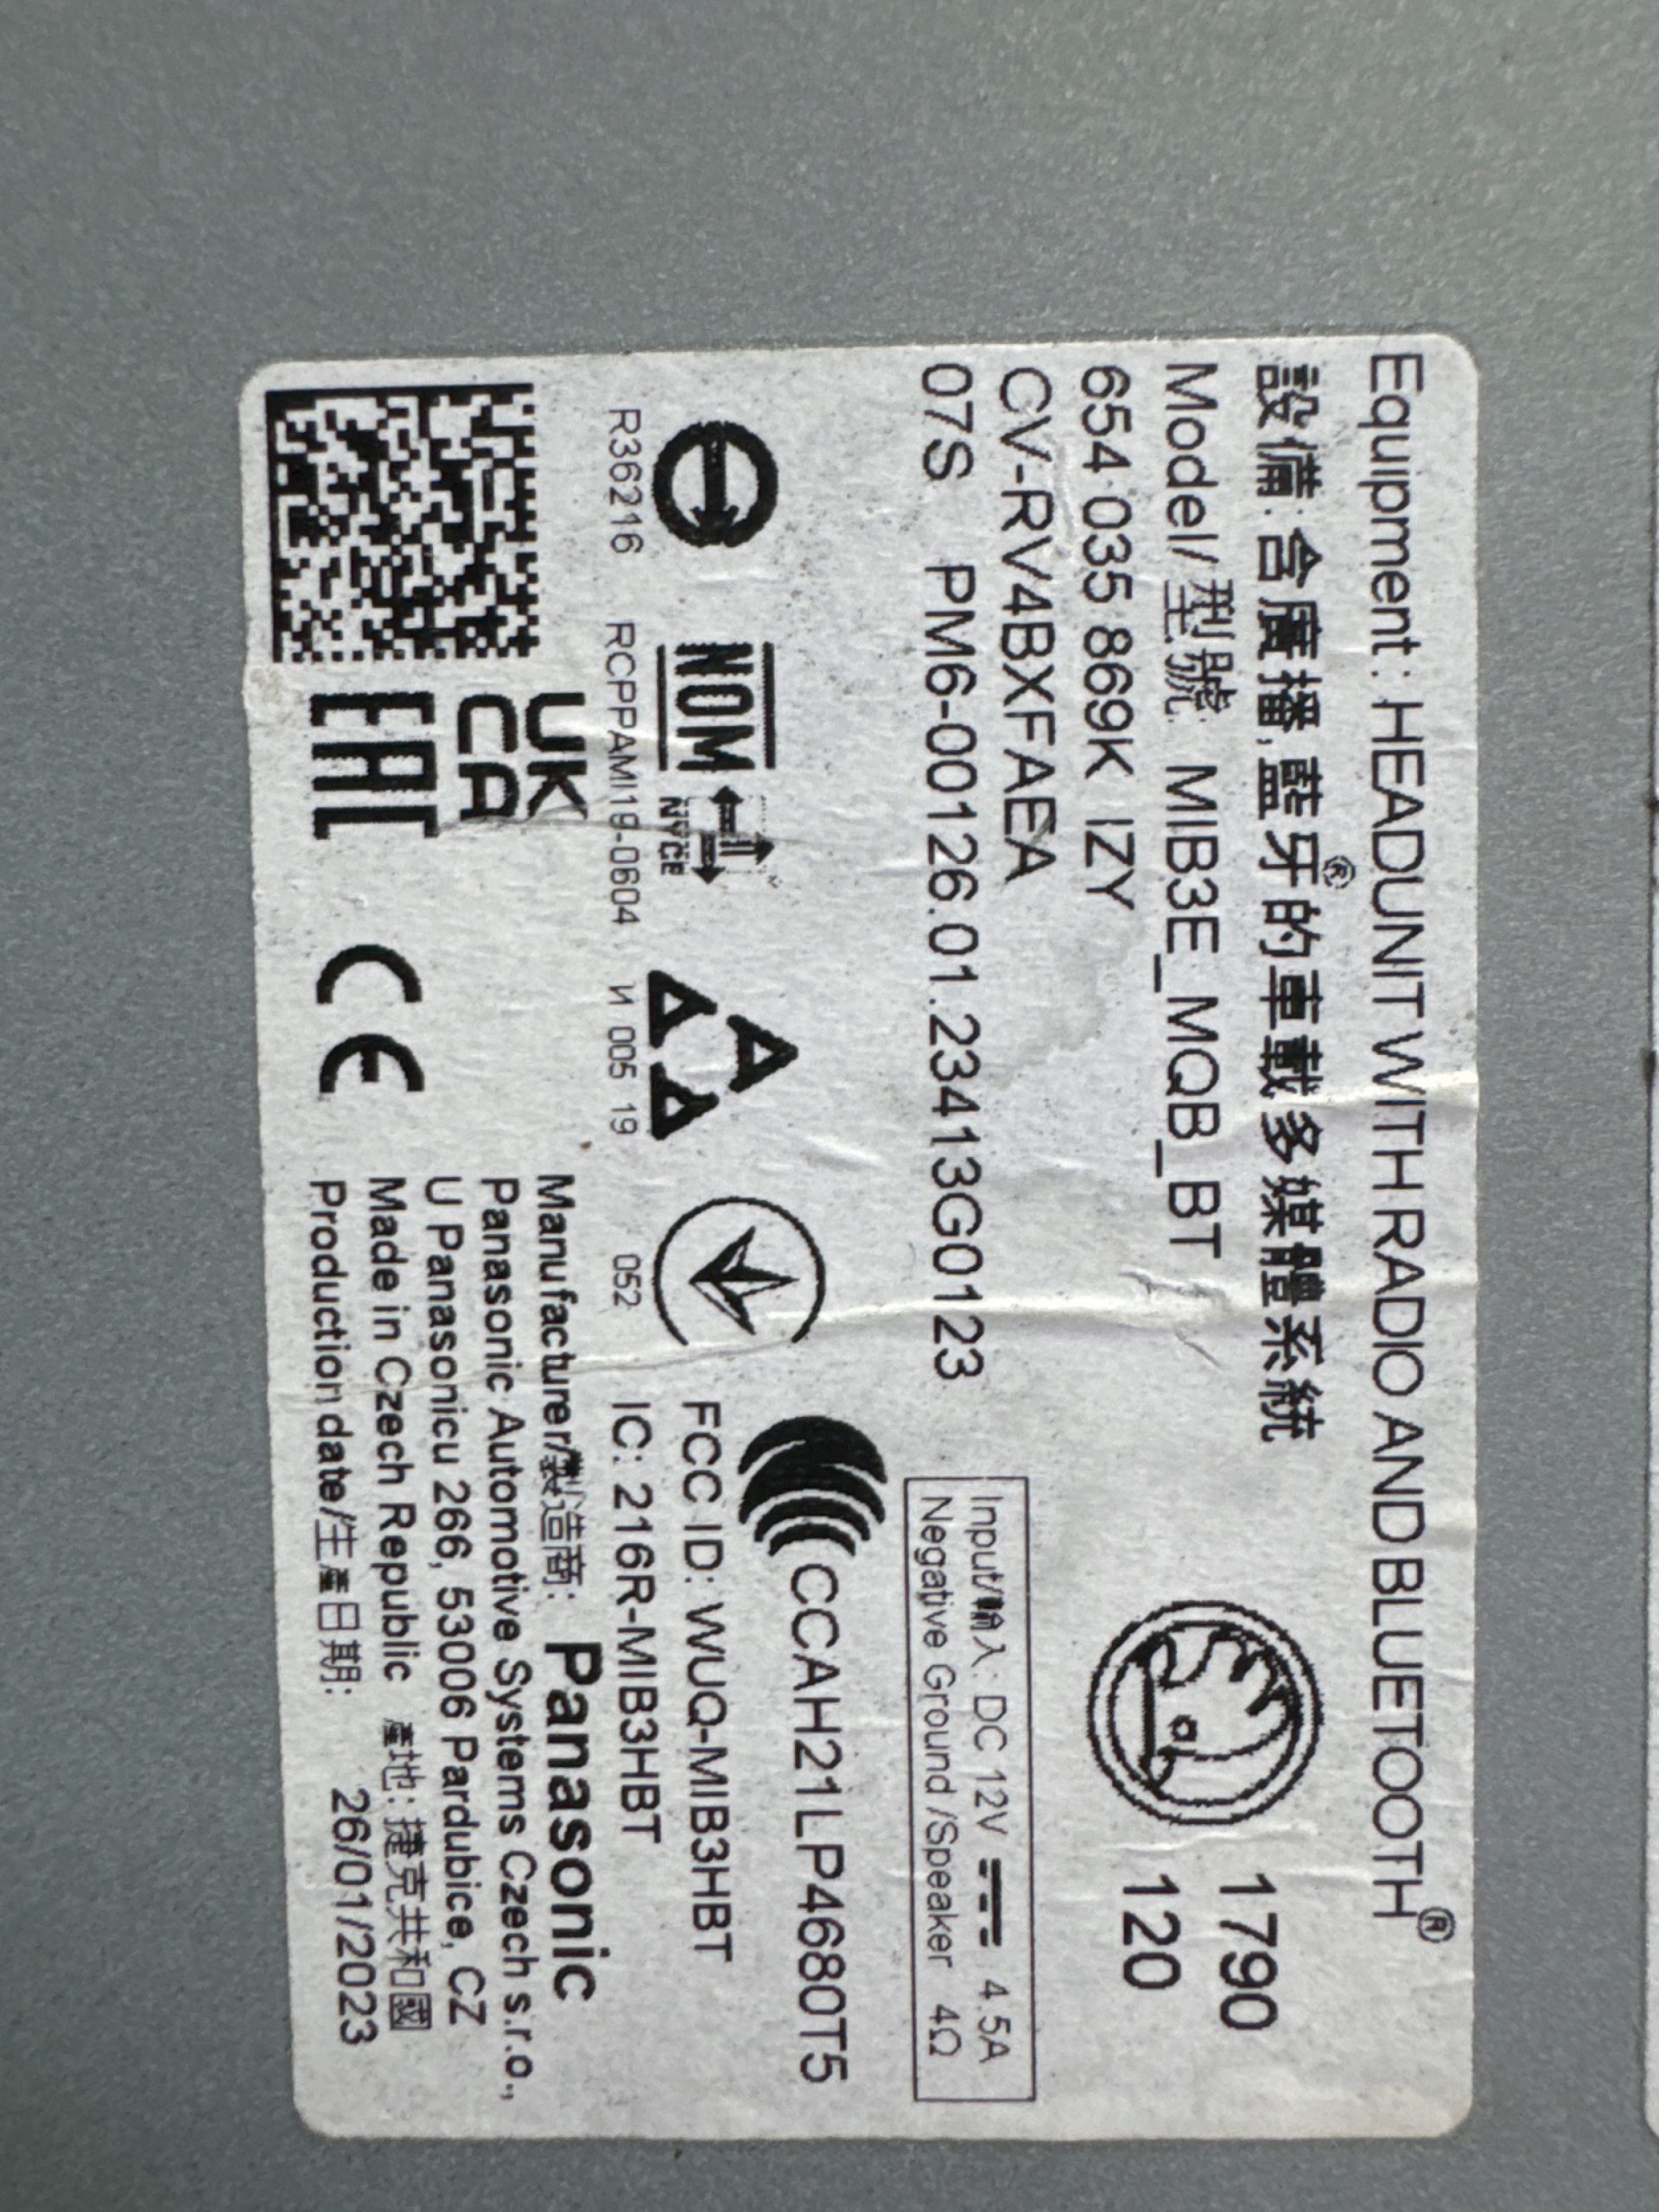 Equipment: HEADUNIT WITH RADIO AND BLUETOOTH®
設備: 含廣播,藍牙®的車載多媒體系統
Model/型號: MIB3E_MQB_BT
654 035 869K IZY
CV-RV4BXFAEA
07S PM6-00126.01.23413G0123
1790
120
Input/輸入: DC 12V 4.5A
Negative Ground /Speaker 4Ω
CCAH21LP4680T5
NOM
NYCE
R36216 RCPPAMI19-0604 И 005 19 052
FCC ID: WUQ-MIB3HBT
IC: 216R-MIB3HBT
UK
CA
EAC
CE
Manufacturer/製造商: Panasonic
Panasonic Automotive Systems Czech s.r.o.,
U Panasonicu 266, 53006 Pardubice, CZ
Made in Czech Republic 產地: 捷克共和國
Production date/生產日期: 26/01/2023